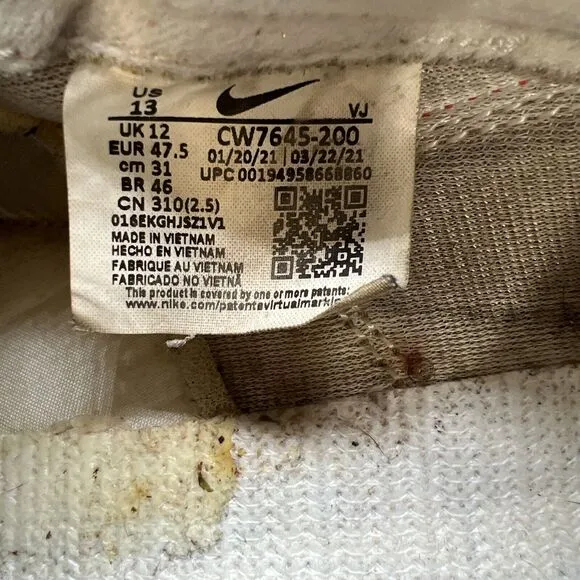 US
13
VJ
UK 12
CW7645-200
EUR 47.5
01/20/21 | 03/22/21
cm 31
UPC 00194958668860
BR 46
CN 310(2.5)
016EKGHJSZ1V1
MADE IN VIETNAM
HECHO EN VIETNAM
FABRIQUE AU VIETNAM
FABRICADO NO VIETNÃ
This product is covered by one or more patents:
www.nike.com/patentsvirtualmarkin